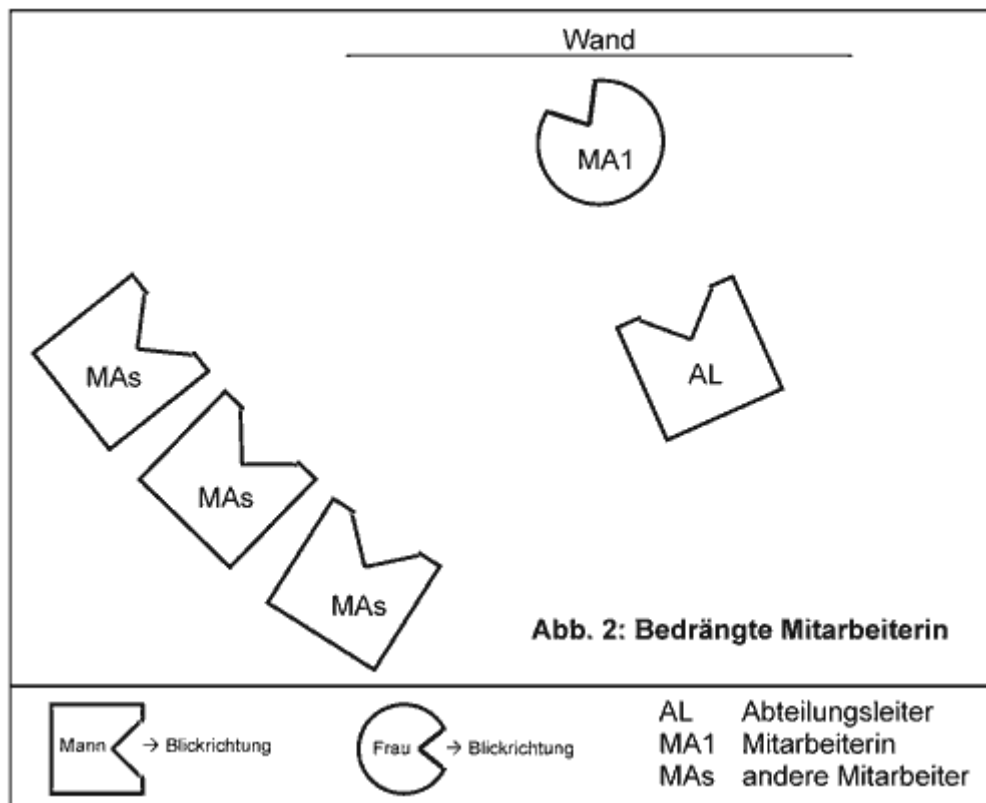 Wand
MA1
MAs
AL
MAs
MAs
Abb. 2: Bedrängte Mitarbeiterin
Mann → Blickrichtung
Frau → Blickrichtung
AL Abteilungsleiter
MA1 Mitarbeiterin
MAs andere Mitarbeiter